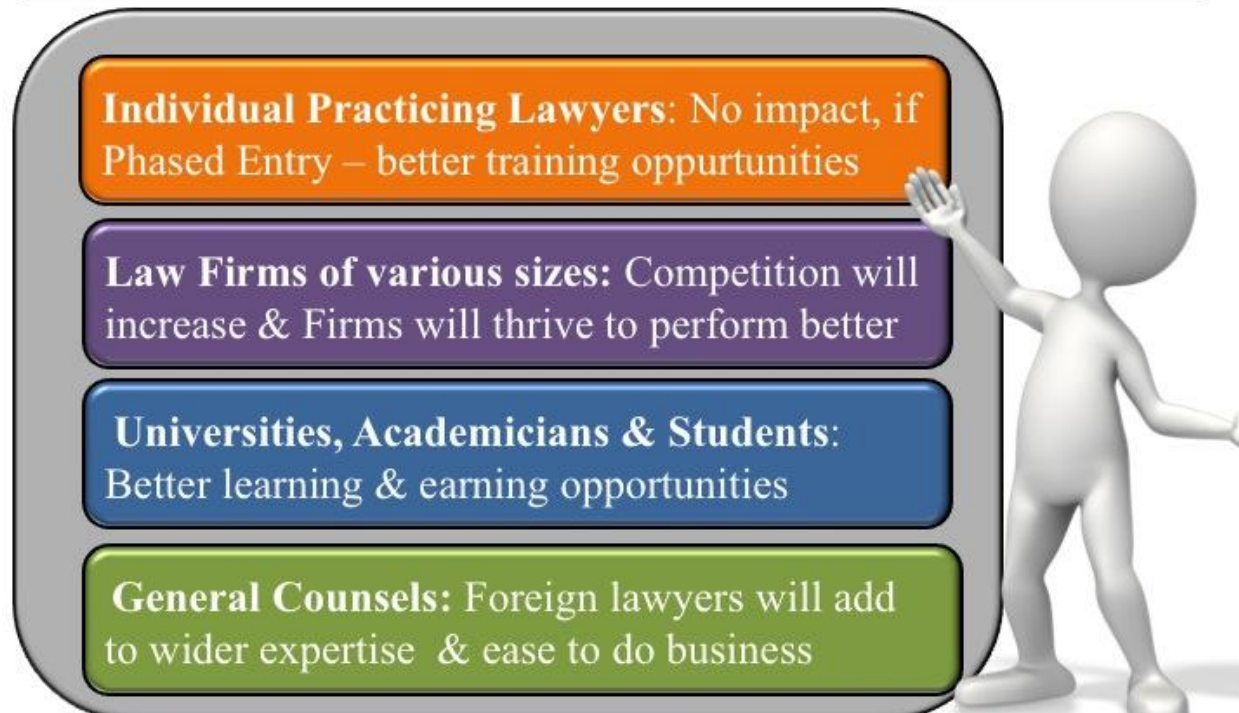 Individual Practicing Lawyers: No impact, if
Phased Entry – better training oppurtunities
Law Firms of various sizes: Competition will
increase & Firms will thrive to perform better
Universities, Academicians & Students:
Better learning & earning opportunities
General Counsels: Foreign lawyers will add
to wider expertise & ease to do business